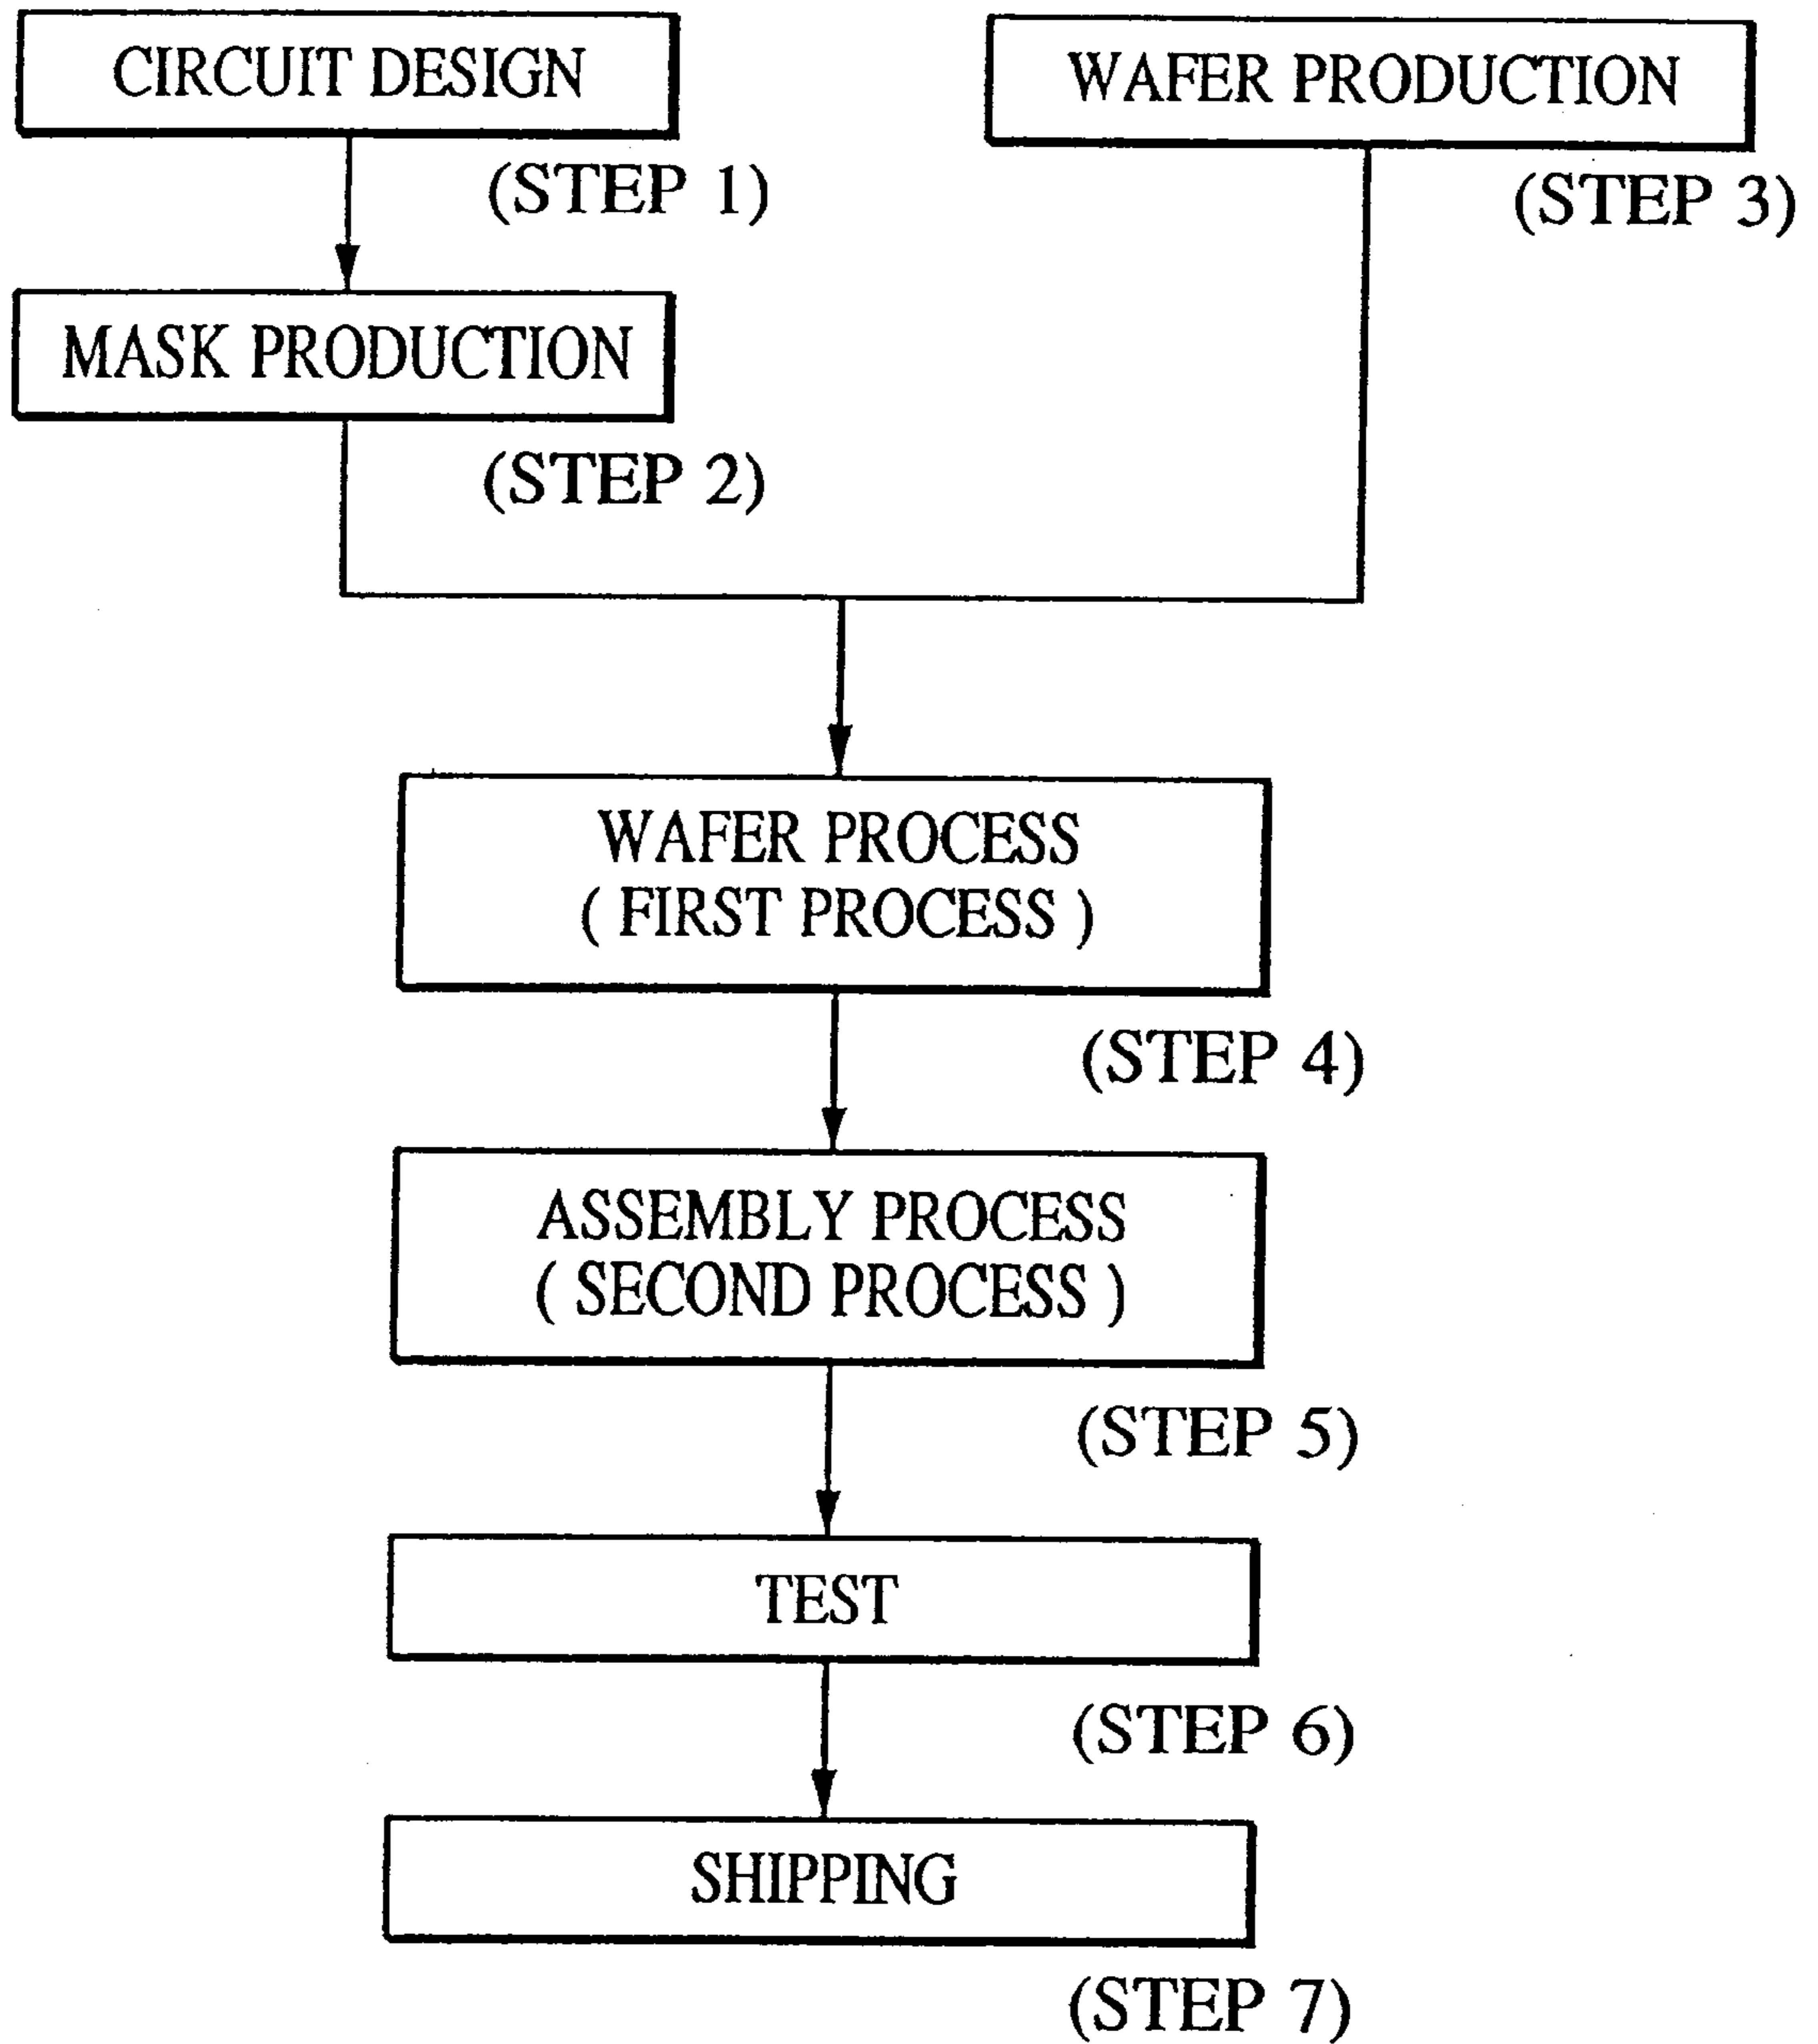 CIRCUIT DESIGN
(STEP 1)
MASK PRODUCTION
(STEP 2)
WAFER PRODUCTION
(STEP 3)
WAFER PROCESS
( FIRST PROCESS )
(STEP 4)
ASSEMBLY PROCESS
( SECOND PROCESS )
(STEP 5)
TEST
(STEP 6)
SHIPPING
(STEP 7)